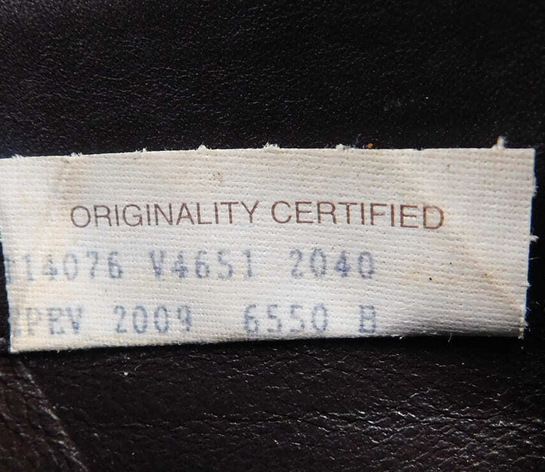 ORIGINALITY CERTIFIED
14076 V4651 2040
PEV 2009 6550 B